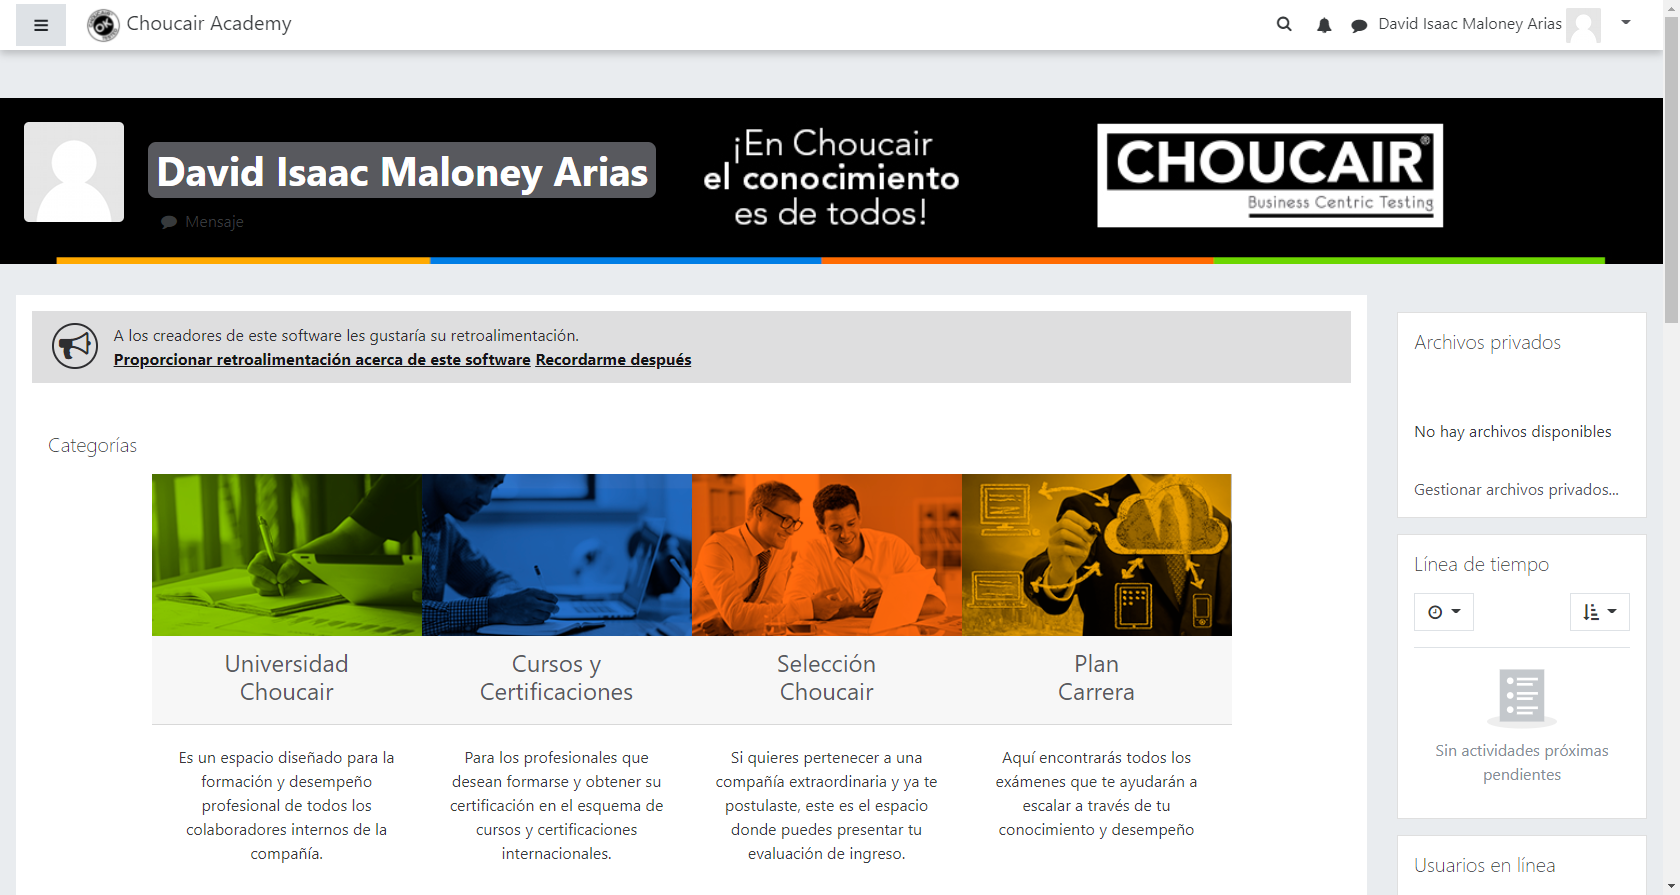 Choucair Academy
David Isaac Maloney Arias
David Isaac Maloney Arias
Mensaje
¡En Choucair
el conocimiento
es de todos!
CHOUCAIR®
Business Centric Testing
A los creadores de este software les gustaría su retroalimentación.
Proporcionar retroalimentación acerca de este software Recordarme después
Categorías
Universidad
Choucair
Es un espacio diseñado para la
formación y desempeño
profesional de todos los
colaboradores internos de la
compañía.
Cursos y
Certificaciones
Para los profesionales que
desean formarse y obtener su
certificación en el esquema de
cursos y certificaciones
internacionales.
Selección
Choucair
Si quieres pertenecer a una
compañía extraordinaria y ya te
postulaste, este es el espacio
donde puedes presentar tu
evaluación de ingreso.
Plan
Carrera
Aquí encontrarás todos los
exámenes que te ayudarán a
escalar a través de tu
conocimiento y desempeño
Archivos privados
No hay archivos disponibles
Gestionar archivos privados...
Línea de tiempo
Sin actividades próximas
pendientes
Usuarios en línea